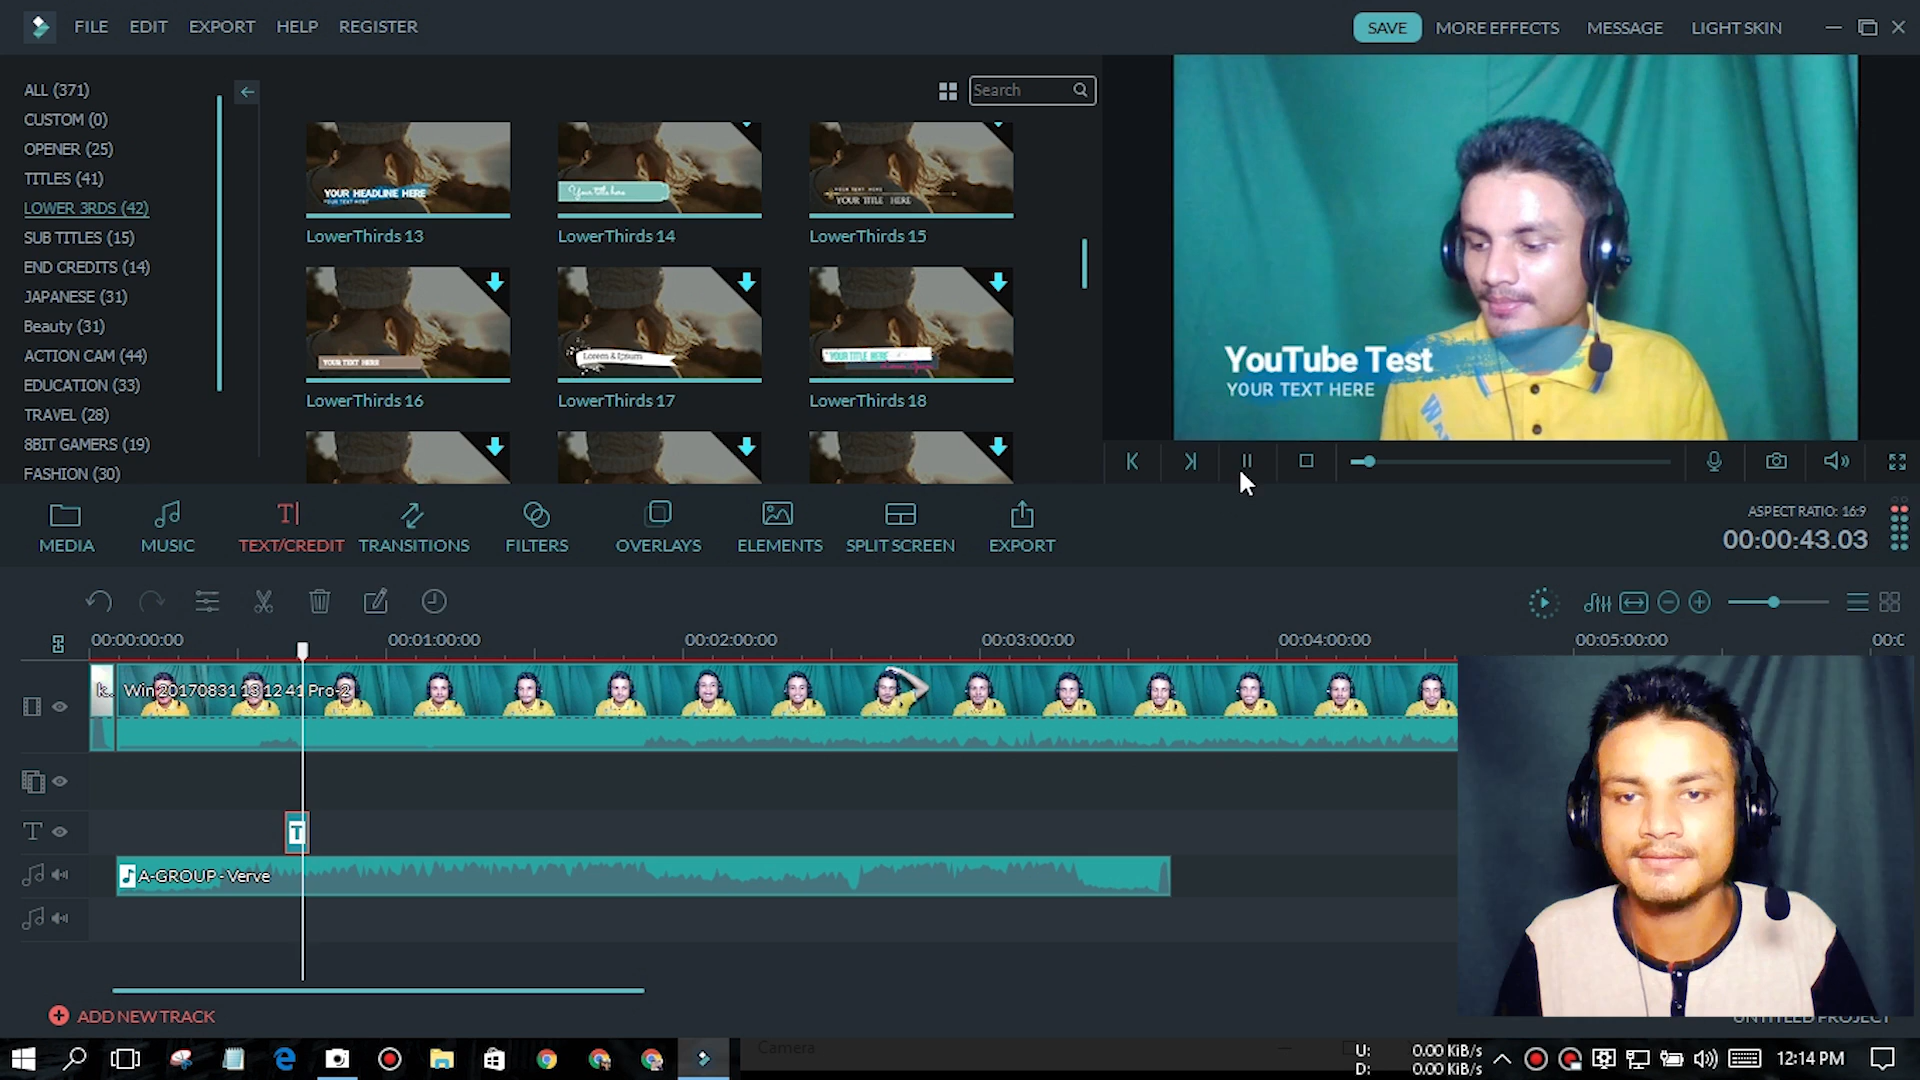 FILE EDIT EXPORT HELP REGISTER
SAVE MORE EFFECTS MESSAGE LIGHT SKIN
ALL (371)
CUSTOM (0)
OPENER (25)
TITLES (41)
LOWER 3RDS (42)
SUB TITLES (15)
END CREDITS (14)
JAPANESE (31)
Beauty (31)
ACTION CAM (44)
EDUCATION (33)
TRAVEL (28)
8BIT GAMERS (19)
FASHION (30)
Search
YOUR HEADLINE HERE
YOUR TEXT HERE
Your title here
YOUR TEXT HERE
YOUR TITLE HERE
LowerThirds 13
LowerThirds 14
LowerThirds 15
YOUR TEXT HERE
Lorem & Ipsum
YOUR TITLE HERE
LowerThirds 16
LowerThirds 17
LowerThirds 18
YouTube Test
YOUR TEXT HERE
MEDIA
MUSIC
TEXT/CREDIT
TRANSITIONS
FILTERS
OVERLAYS
ELEMENTS
SPLIT SCREEN
EXPORT
ASPECT RATIO: 16:9
00:00:43.03
00:00:00:00
00:01:00:00
00:02:00:00
00:03:00:00
00:04:00:00
00:05:00:00
k..
Win 20170831 13 12 41 Pro-2
T
A-GROUP - Verve
ADD NEW TRACK
UNTITLED PROJECT
Camera
U: 0.00 KiB/s
D: 0.00 KiB/s
12:14 PM